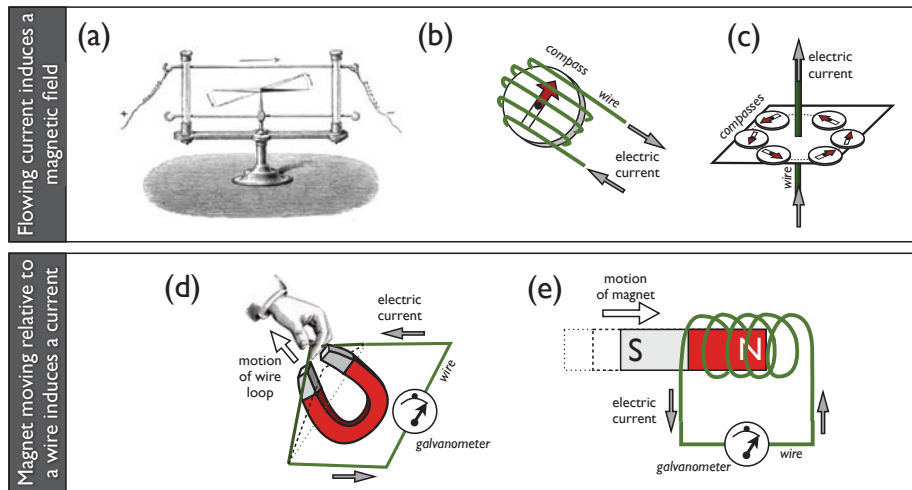 Flowing current induces a
magnetic field
(a)
+
−
(b)
compass
wire
electric
current
(c)
electric
current
compasses
wire
Magnet moving relative to
a wire induces a current
(d)
electric
current
motion
of wire
loop
wire
galvanometer
(e)
motion
of magnet
S
N
electric
current
galvanometer
wire